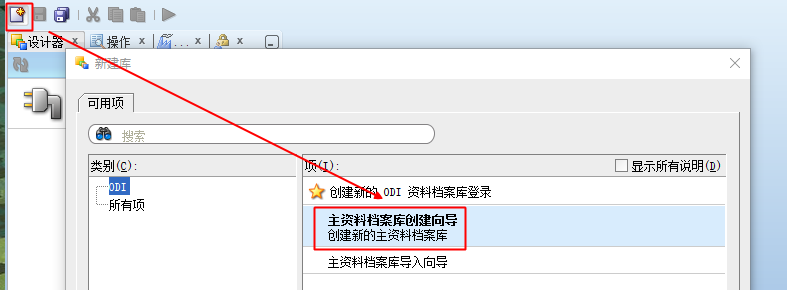 设计器 x 操作 x ... x x
新建库
可用项
搜索
类别(C):
项(I):
显示所有说明(D)
ODI
所有项
创建新的 ODI 资料档案库登录
主资料档案库创建向导
创建新的主资料档案库
主资料档案库导入向导